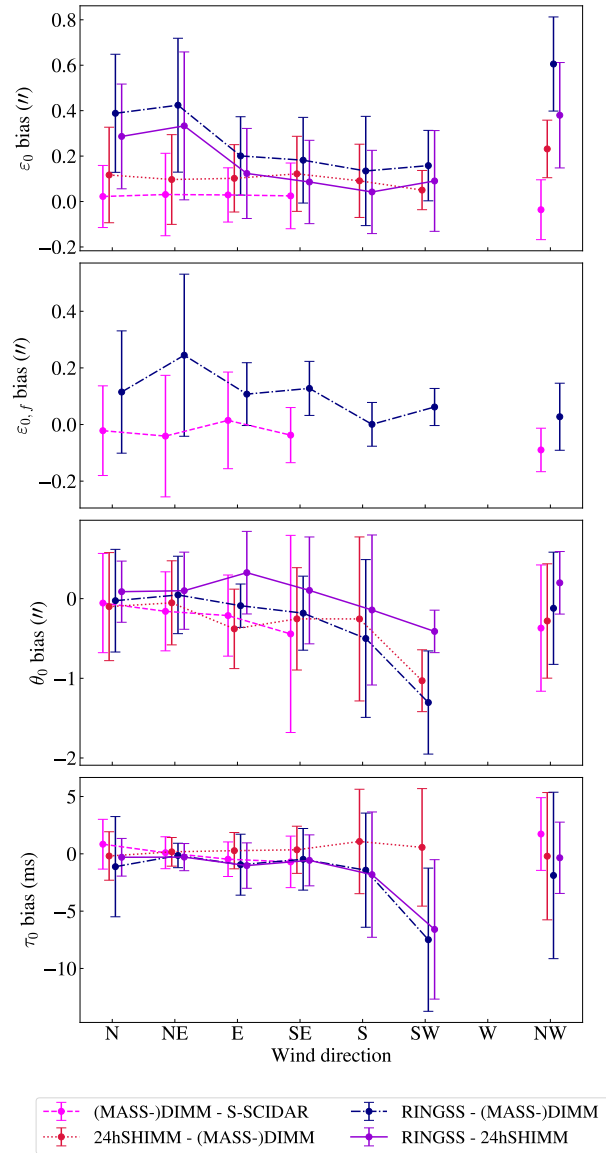 0.8
0.6
0.4
0.2
0.0
−0.2
ε0 bias (′′)
0.4
0.2
0.0
−0.2
ε0, f bias (′′)
0
−1
−2
θ0 bias (′′)
5
0
−5
−10
τ0 bias (ms)
N NE E SE S SW W NW
Wind direction
(MASS-)DIMM - S-SCIDAR RINGSS - (MASS-)DIMM
24hSHIMM - (MASS-)DIMM RINGSS - 24hSHIMM